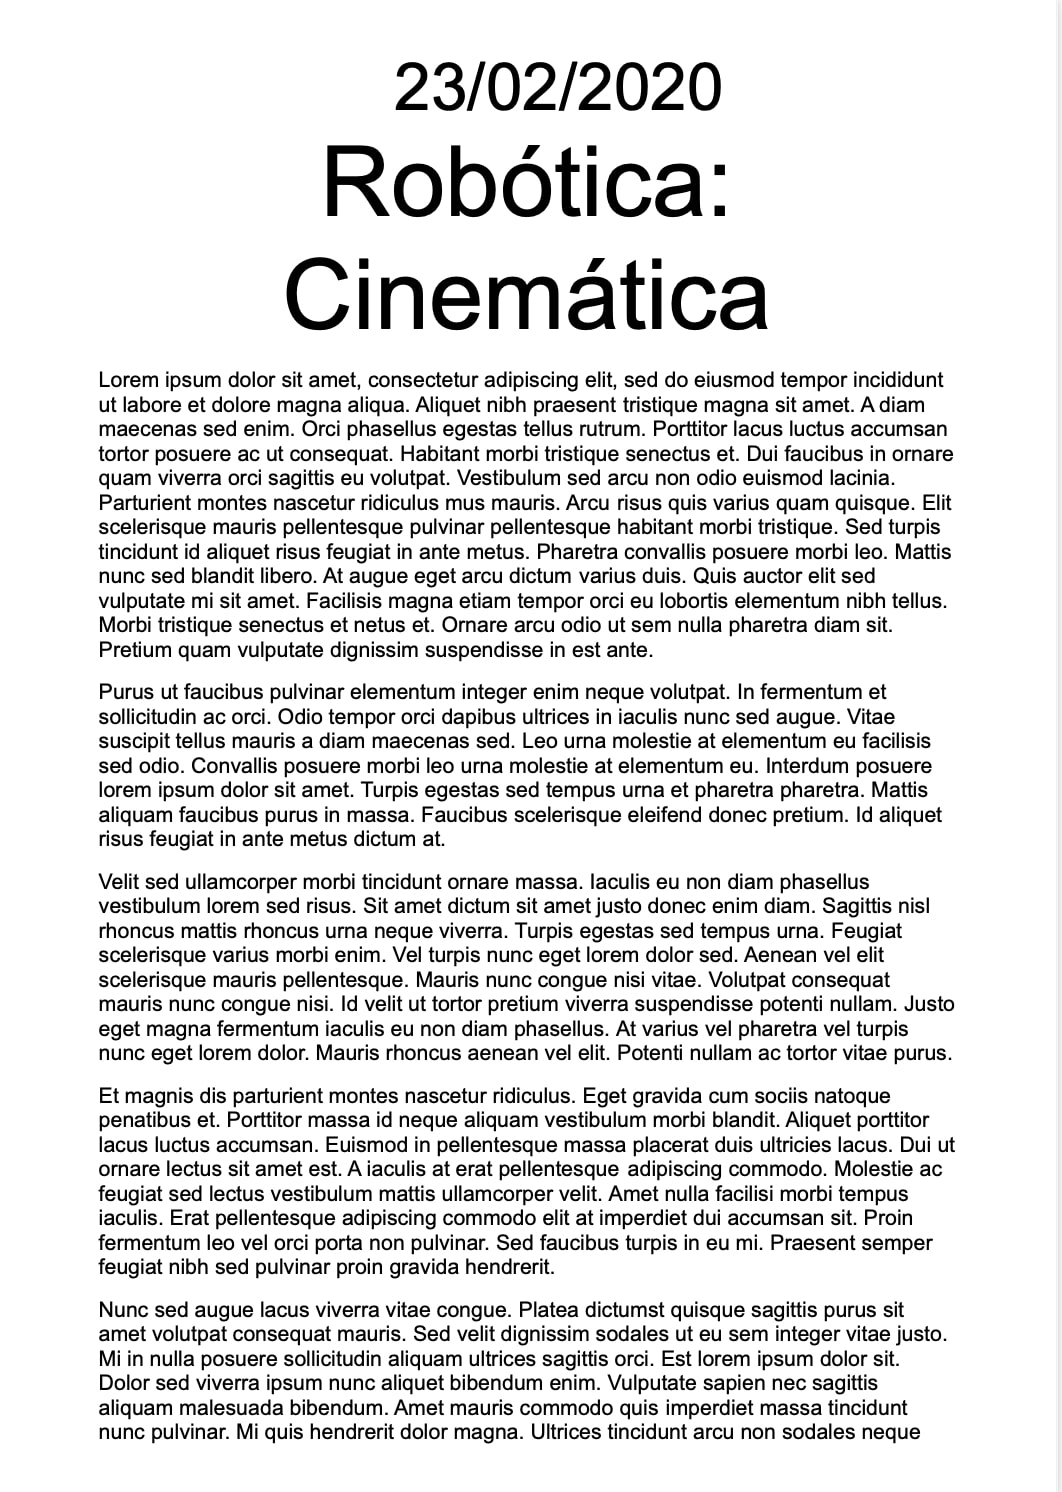 23/02/2020
Robótica:
Cinemática
Lorem ipsum dolor sit amet, consectetur adipiscing elit, sed do eiusmod tempor incididunt
ut labore et dolore magna aliqua. Aliquet nibh praesent tristique magna sit amet. A diam
maecenas sed enim. Orci phasellus egestas tellus rutrum. Porttitor lacus luctus accumsan
tortor posuere ac ut consequat. Habitant morbi tristique senectus et. Dui faucibus in ornare
quam viverra orci sagittis eu volutpat. Vestibulum sed arcu non odio euismod lacinia.
Parturient montes nascetur ridiculus mus mauris. Arcu risus quis varius quam quisque. Elit
scelerisque mauris pellentesque pulvinar pellentesque habitant morbi tristique. Sed turpis
tincidunt id aliquet risus feugiat in ante metus. Pharetra convallis posuere morbi leo. Mattis
nunc sed blandit libero. At augue eget arcu dictum varius duis. Quis auctor elit sed
vulputate mi sit amet. Facilisis magna etiam tempor orci eu lobortis elementum nibh tellus.
Morbi tristique senectus et netus et. Ornare arcu odio ut sem nulla pharetra diam sit.
Pretium quam vulputate dignissim suspendisse in est ante.
Purus ut faucibus pulvinar elementum integer enim neque volutpat. In fermentum et
sollicitudin ac orci. Odio tempor orci dapibus ultrices in iaculis nunc sed augue. Vitae
suscipit tellus mauris a diam maecenas sed. Leo urna molestie at elementum eu facilisis
sed odio. Convallis posuere morbi leo urna molestie at elementum eu. Interdum posuere
lorem ipsum dolor sit amet. Turpis egestas sed tempus urna et pharetra pharetra. Mattis
aliquam faucibus purus in massa. Faucibus scelerisque eleifend donec pretium. Id aliquet
risus feugiat in ante metus dictum at.
Velit sed ullamcorper morbi tincidunt ornare massa. Iaculis eu non diam phasellus
vestibulum lorem sed risus. Sit amet dictum sit amet justo donec enim diam. Sagittis nisl
rhoncus mattis rhoncus urna neque viverra. Turpis egestas sed tempus urna. Feugiat
scelerisque varius morbi enim. Vel turpis nunc eget lorem dolor sed. Aenean vel elit
scelerisque mauris pellentesque. Mauris nunc congue nisi vitae. Volutpat consequat
mauris nunc congue nisi. Id velit ut tortor pretium viverra suspendisse potenti nullam. Justo
eget magna fermentum iaculis eu non diam phasellus. At varius vel pharetra vel turpis
nunc eget lorem dolor. Mauris rhoncus aenean vel elit. Potenti nullam ac tortor vitae purus.
Et magnis dis parturient montes nascetur ridiculus. Eget gravida cum sociis natoque
penatibus et. Porttitor massa id neque aliquam vestibulum morbi blandit. Aliquet porttitor
lacus luctus accumsan. Euismod in pellentesque massa placerat duis ultricies lacus. Dui ut
ornare lectus sit amet est. A iaculis at erat pellentesque adipiscing commodo. Molestie ac
feugiat sed lectus vestibulum mattis ullamcorper velit. Amet nulla facilisi morbi tempus
iaculis. Erat pellentesque adipiscing commodo elit at imperdiet dui accumsan sit. Proin
fermentum leo vel orci porta non pulvinar. Sed faucibus turpis in eu mi. Praesent semper
feugiat nibh sed pulvinar proin gravida hendrerit.
Nunc sed augue lacus viverra vitae congue. Platea dictumst quisque sagittis purus sit
amet volutpat consequat mauris. Sed velit dignissim sodales ut eu sem integer vitae justo.
Mi in nulla posuere sollicitudin aliquam ultrices sagittis orci. Est lorem ipsum dolor sit.
Dolor sed viverra ipsum nunc aliquet bibendum enim. Vulputate sapien nec sagittis
aliquam malesuada bibendum. Amet mauris commodo quis imperdiet massa tincidunt
nunc pulvinar. Mi quis hendrerit dolor magna. Ultrices tincidunt arcu non sodales neque